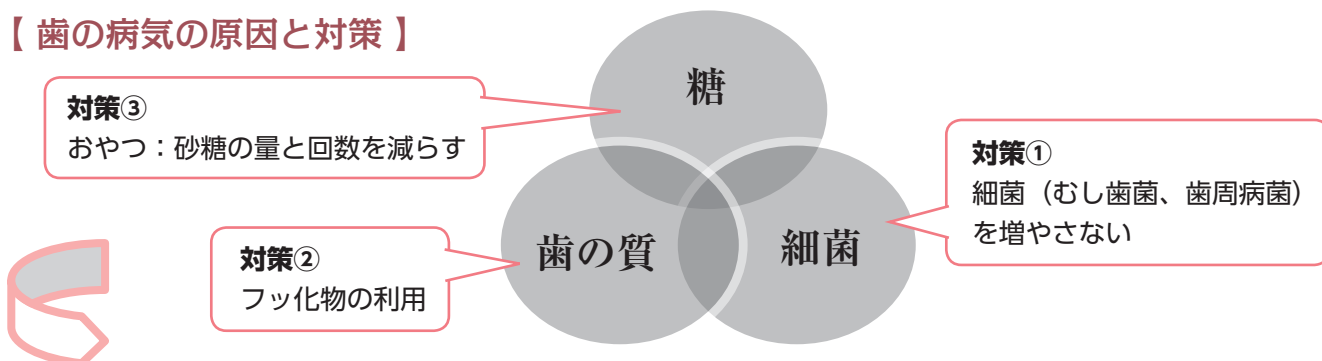 【 歯の病気の原因と対策 】
対策③
おやつ：砂糖の量と回数を減らす
糖
対策①
細菌（むし歯菌、歯周病菌）
を増やさない
対策②
フッ化物の利用
歯の質
細菌